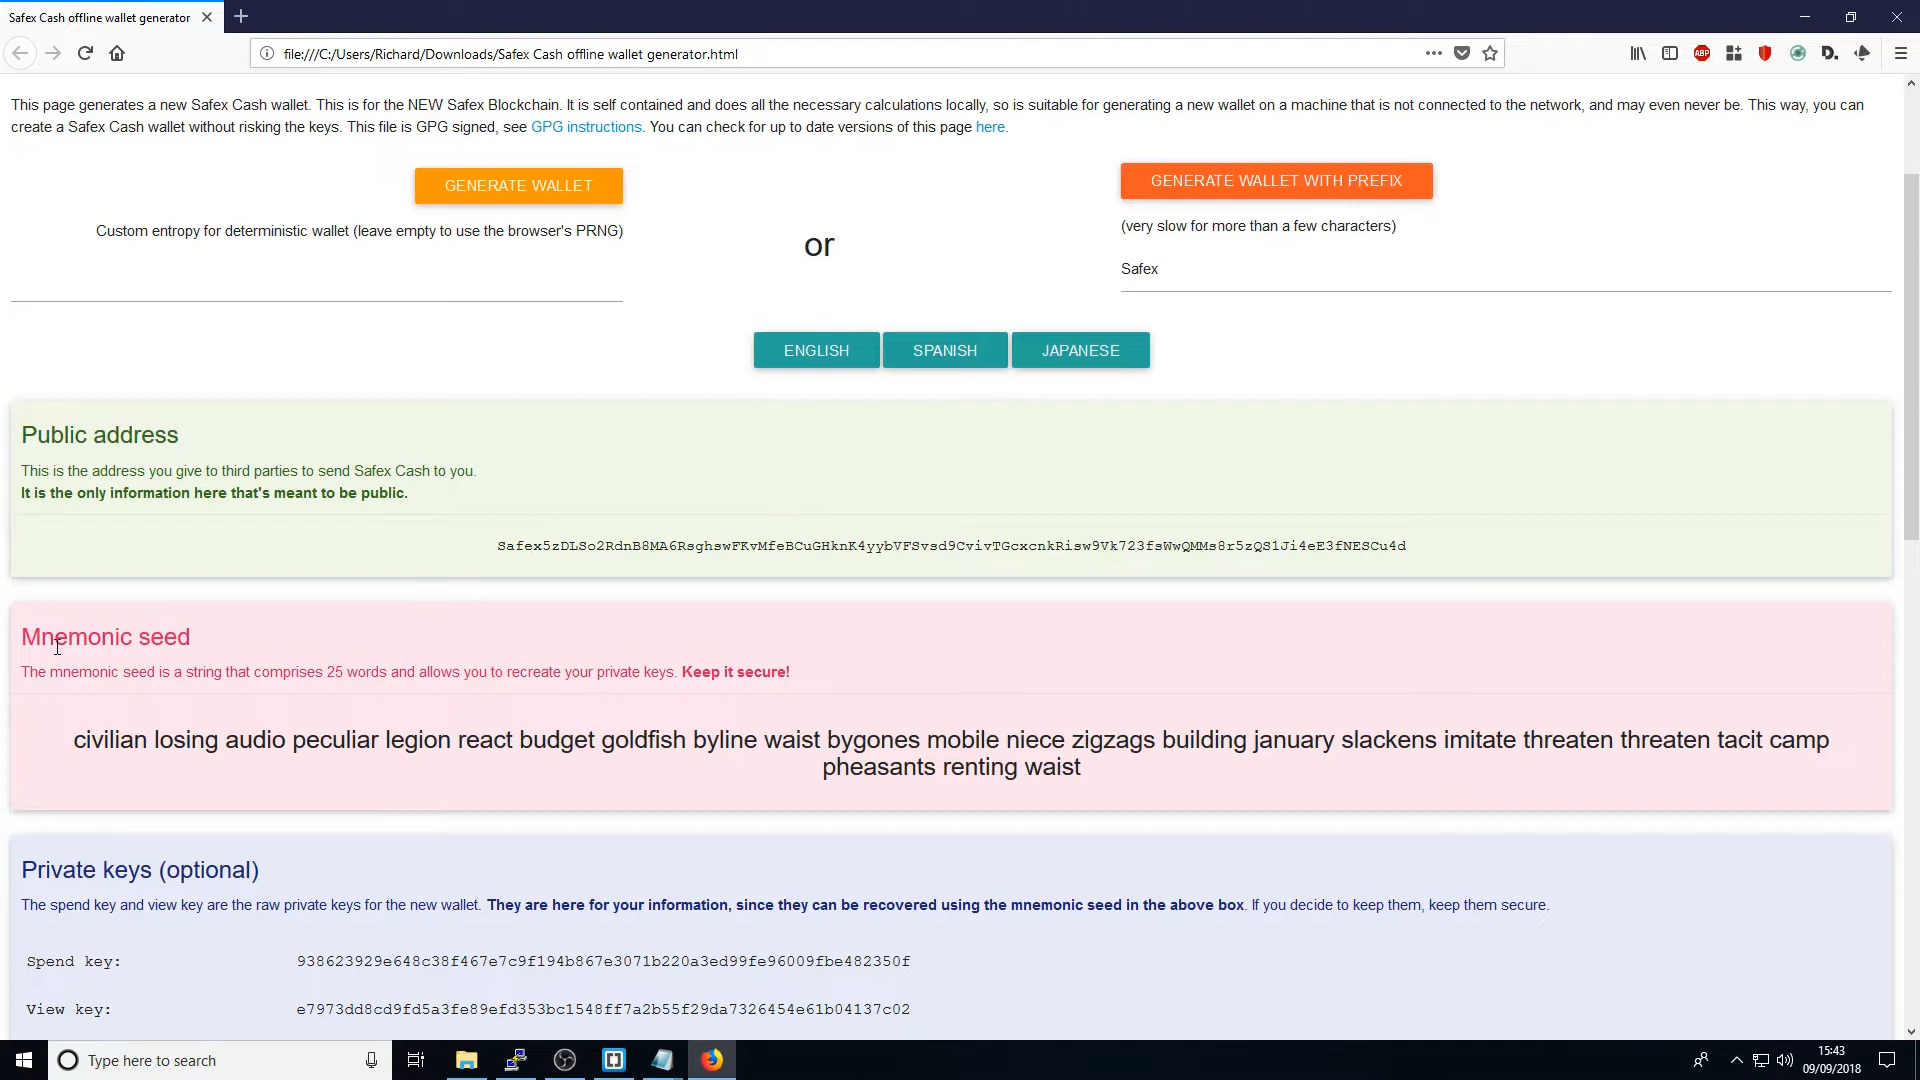 Safex Cash offline wallet generator
file:///C:/Users/Richard/Downloads/Safex Cash offline wallet generator.html
ABP
D.
This page generates a new Safex Cash wallet. This is for the NEW Safex Blockchain. It is self contained and does all the necessary calculations locally, so is suitable for generating a new wallet on a machine that is not connected to the network, and may even never be. This way, you can
create a Safex Cash wallet without risking the keys. This file is GPG signed, see GPG instructions. You can check for up to date versions of this page here.
GENERATE WALLET
GENERATE WALLET WITH PREFIX
Custom entropy for deterministic wallet (leave empty to use the browser's PRNG)
or
(very slow for more than a few characters)
Safex
ENGLISH SPANISH JAPANESE
Public address
This is the address you give to third parties to send Safex Cash to you.
It is the only information here that's meant to be public.
Safex5zDLSo2RdnB8MA6RsghswFKvMfeBCuGHknK4yybVFSvsd9CvivTGcxcnkRisw9Vk723fsWwQMMs8r5zQS1Ji4eE3fNESCu4d
Mnemonic seed
The mnemonic seed is a string that comprises 25 words and allows you to recreate your private keys. Keep it secure!
civilian losing audio peculiar legion react budget goldfish byline waist bygones mobile niece zigzags building january slackens imitate threaten threaten tacit camp
pheasants renting waist
Private keys (optional)
The spend key and view key are the raw private keys for the new wallet. They are here for your information, since they can be recovered using the mnemonic seed in the above box. If you decide to keep them, keep them secure.
Spend key: 938623929e648c38f467e7c9f194b867e3071b220a3ed99fe96009fbe482350f
View key: e7973dd8cd9fd5a3fe89efd353bc1548ff7a2b55f29da7326454e61b04137c02
Type here to search
15:43
09/09/2018